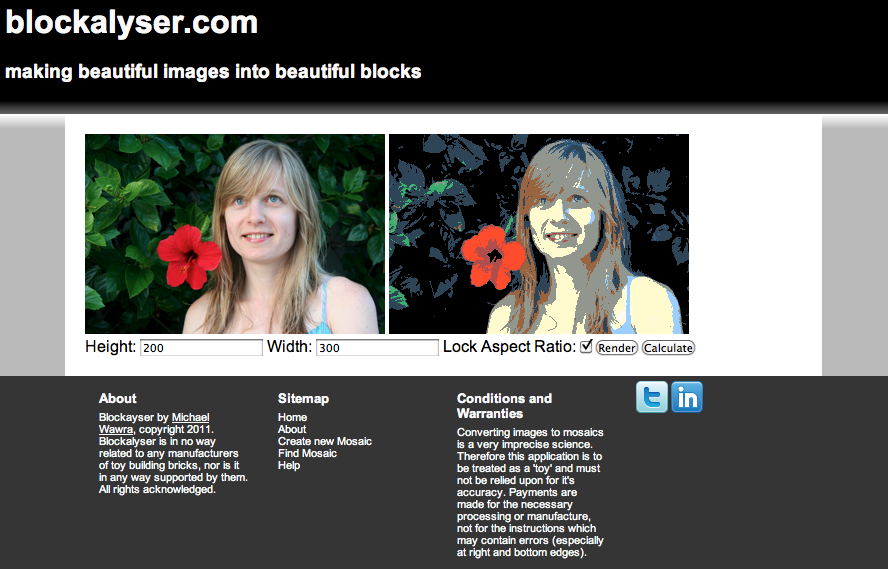 blockalyser.com
making beautiful images into beautiful blocks
Height: 200 Width: 300 Lock Aspect Ratio: Render Calculate
About
Blockayser by Michael
Wawra, copyright 2011.
Blockalyser is in no way
related to any manufacturers
of toy building bricks, nor is it
in any way supported by them.
All rights acknowledged.
Sitemap
Home
About
Create new Mosaic
Find Mosaic
Help
Conditions and
Warranties
Converting images to mosaics
is a very imprecise science.
Therefore this application is to
be treated as a 'toy' and must
not be relied upon for it's
accuracy. Payments are
made for the necessary
processing or manufacture,
not for the instructions which
may contain errors (especially
at right and bottom edges).
t in